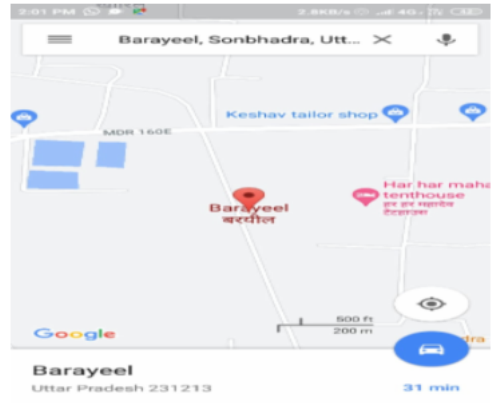 2:01 PM
2.8KB/s 4G
Barayeel, Sonbhadra, Utt...
Keshav tailor shop
MDR 160E
Har har maha
tenthouse
हर हर महादेव
टेंटहाउस
Barayeel
बरयील
500 ft
200 m
Google
dra
Barayeel
Uttar Pradesh 231213
31 min